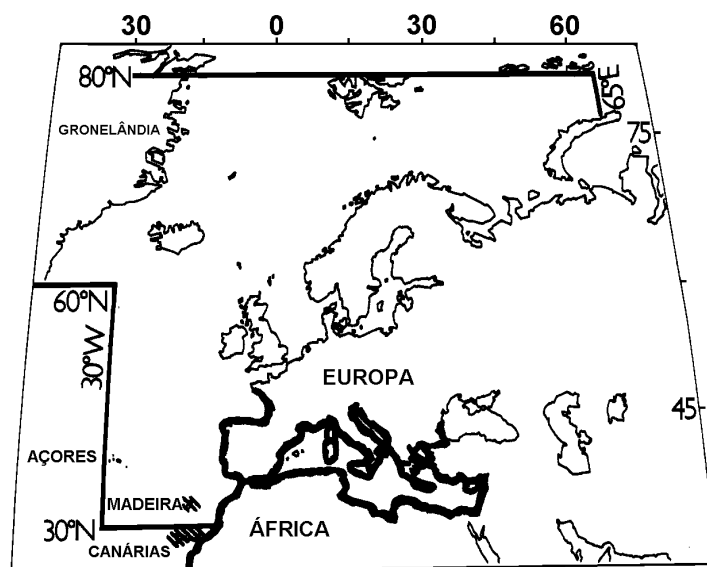 30 0 30 60
80ºN
65ºE
GRONELÂNDIA
75
60ºN
30ºW
EUROPA
45
AÇORES
MADEIRA
30ºN
ÁFRICA
CANÁRIAS